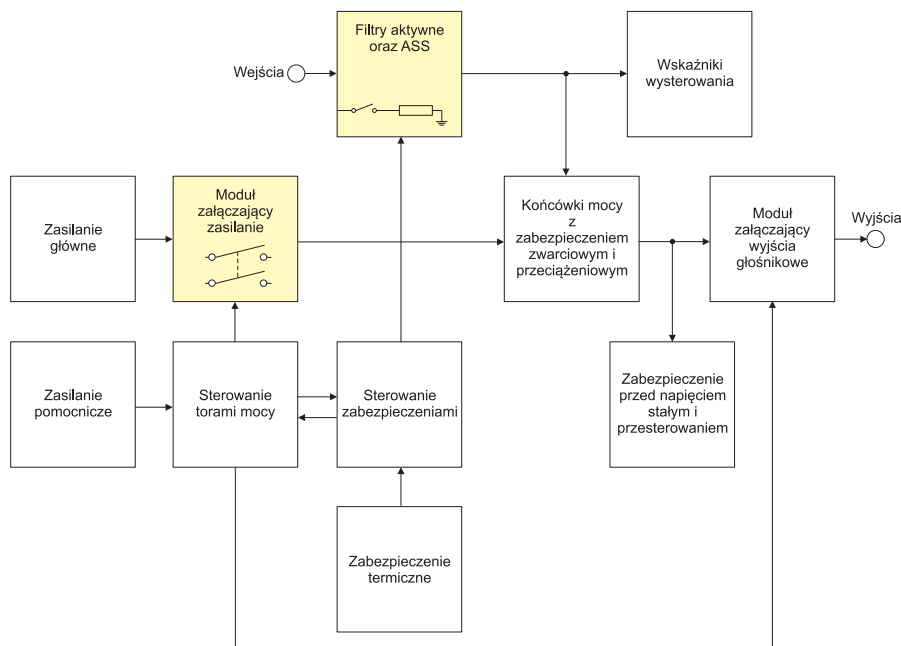 Filtry aktywne
oraz ASS
Wejścia
Wskaźniki
wysterowania
Zasilanie
główne
Moduł
załączający
zasilanie
Końcówki mocy
z
zabezpieczeniem
zwarciowym i
przeciążeniowym
Moduł
załączający
wyjścia
głośnikowe
Wyjścia
Zasilanie
pomocnicze
Sterowanie
torami mocy
Sterowanie
zabezpieczeniami
Zabezpieczenie
przed napięciem
stałym i
przesterowaniem
Zabezpieczenie
termiczne